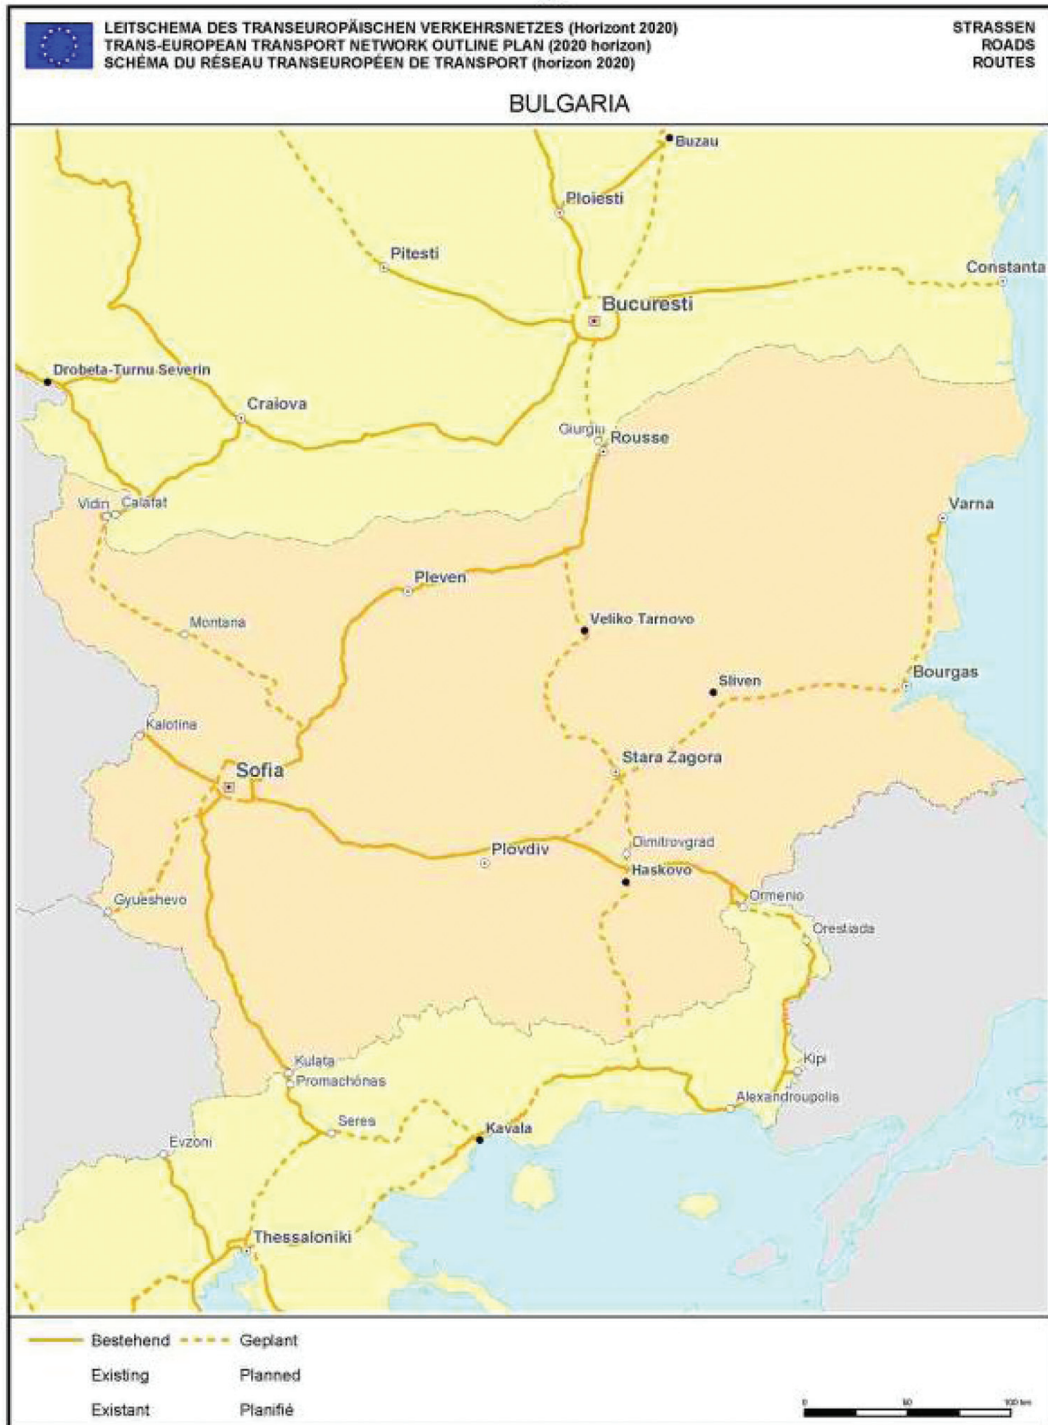 LEITSCHEMA DES TRANSEUROPÄISCHEN VERKEHRSNETZES (Horizont 2020)
TRANS-EUROPEAN TRANSPORT NETWORK OUTLINE PLAN (2020 horizon)
SCHÉMA DU RÉSEAU TRANSEUROPÉEN DE TRANSPORT (horizon 2020)
STRASSEN
ROADS
ROUTES
BULGARIA
Buzau
Ploiesti
Pitesti
Constanta
Bucuresti
Drobeta-Turnu Severin
Craiova
Giurgiu
Rousse
Vidin
Calafat
Varna
Pleven
Montana
Veliko Tarnovo
Sliven
Bourgas
Kalotina
Sofia
Stara Zagora
Plovdiv
Dimitrovgrad
Haskovo
Gyueshevo
Ormenio
Orestiada
Kulata
Promachónas
Kipi
Seres
Alexandroupolis
Evzoni
Kavala
Thessaloniki
Bestehend
Geplant
Existing
Planned
Existant
Planifié
0
50
100 km